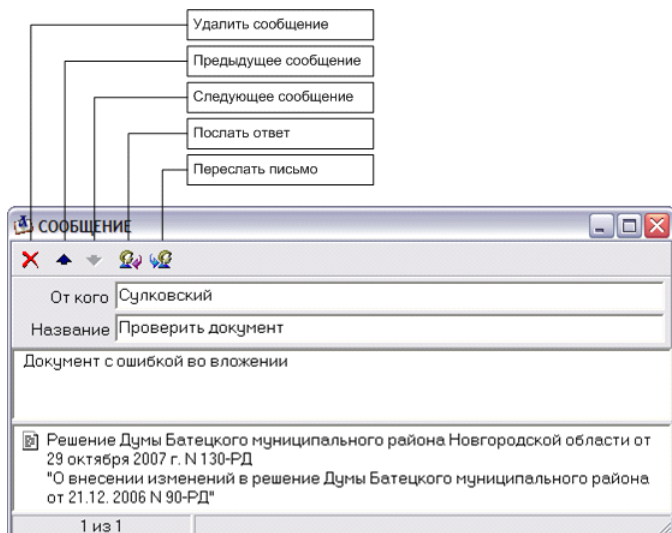 Удалить сообщение
Предыдущее сообщение
Следующее сообщение
Послать ответ
Переслать письмо
СООБЩЕНИЕ
От кого Сулковский
Название Проверить документ
Документ с ошибкой во вложении
Решение Думы Батецкого муниципального района Новгородской области от
29 октября 2007 г. N 130-РД
"О внесении изменений в решение Думы Батецкого муниципального района
от 21.12. 2006 N 90-РД"
1 из 1